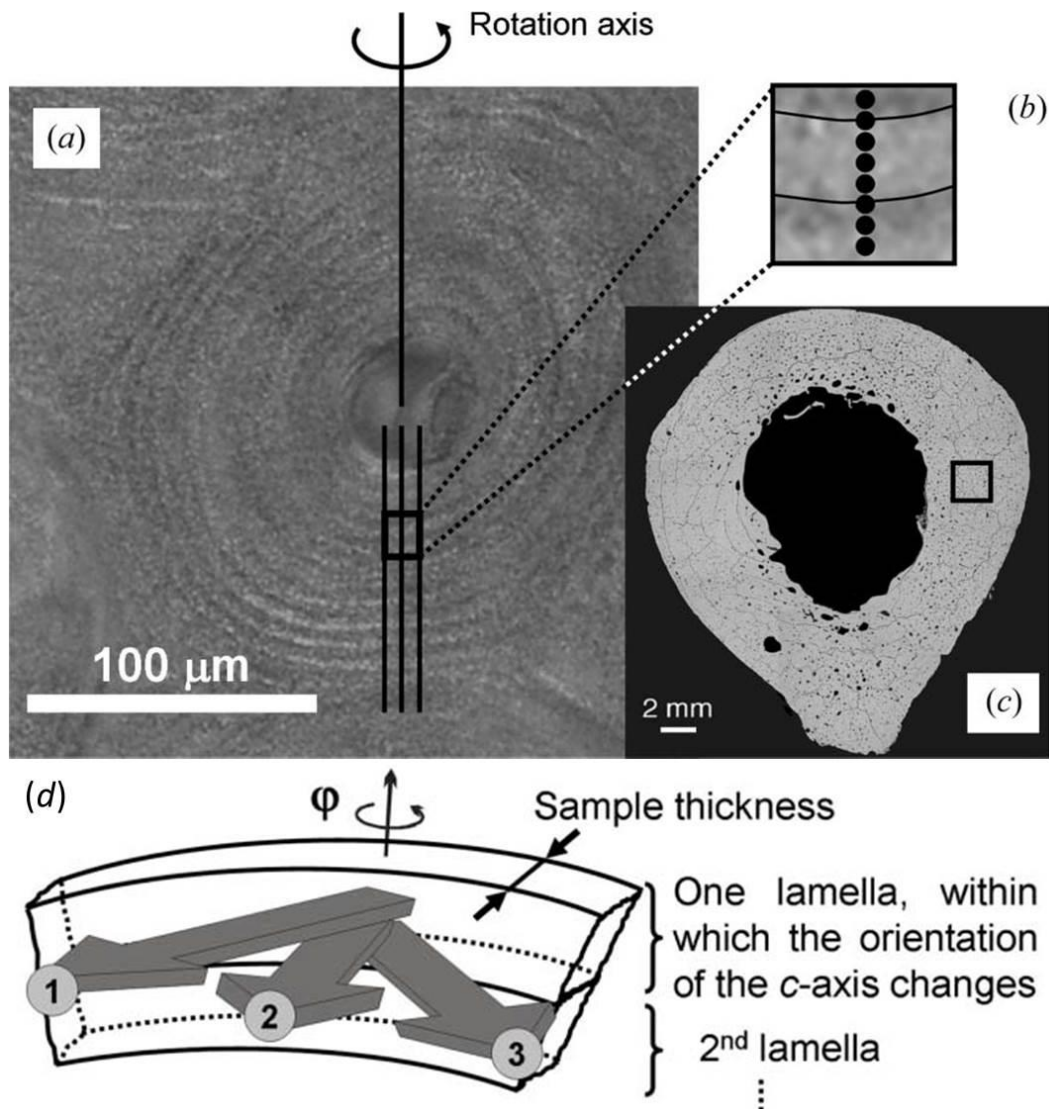 Rotation axis
(a)
(b)
100 μm
2 mm
(c)
(d)
φ
Sample thickness
One lamella, within
which the orientation
of the c-axis changes
1
2
3
2nd lamella